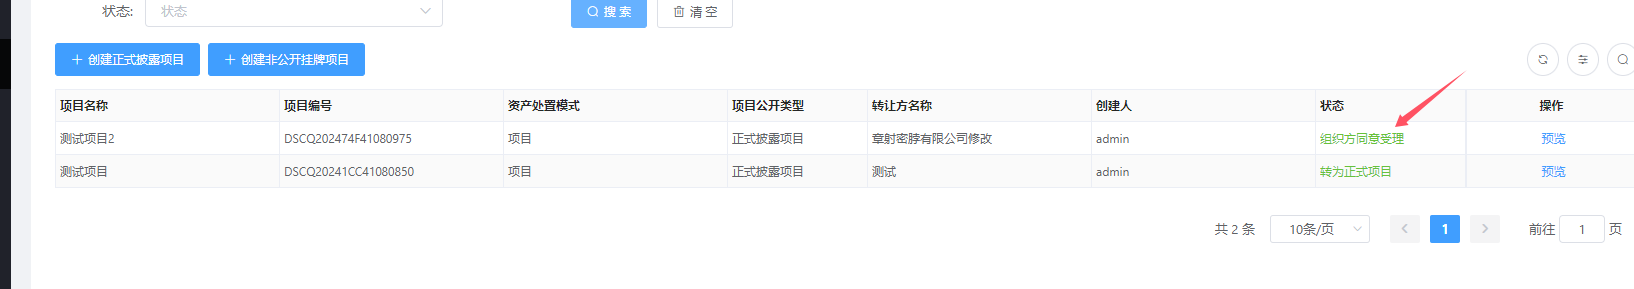 状态: 状态 搜 索 清 空
创建正式披露项目 创建非公开挂牌项目
项目名称 项目编号 资产处置模式 项目公开类型 转让方名称 创建人 状态 操作
测试项目2 DSCQ202474F41080975 项目 正式披露项目 章射密脖有限公司修改 admin 组织方同意受理 预览
测试项目 DSCQ20241CC41080850 项目 正式披露项目 测试 admin 转为正式项目 预览
共 2 条 10条/页 1 前往 1 页